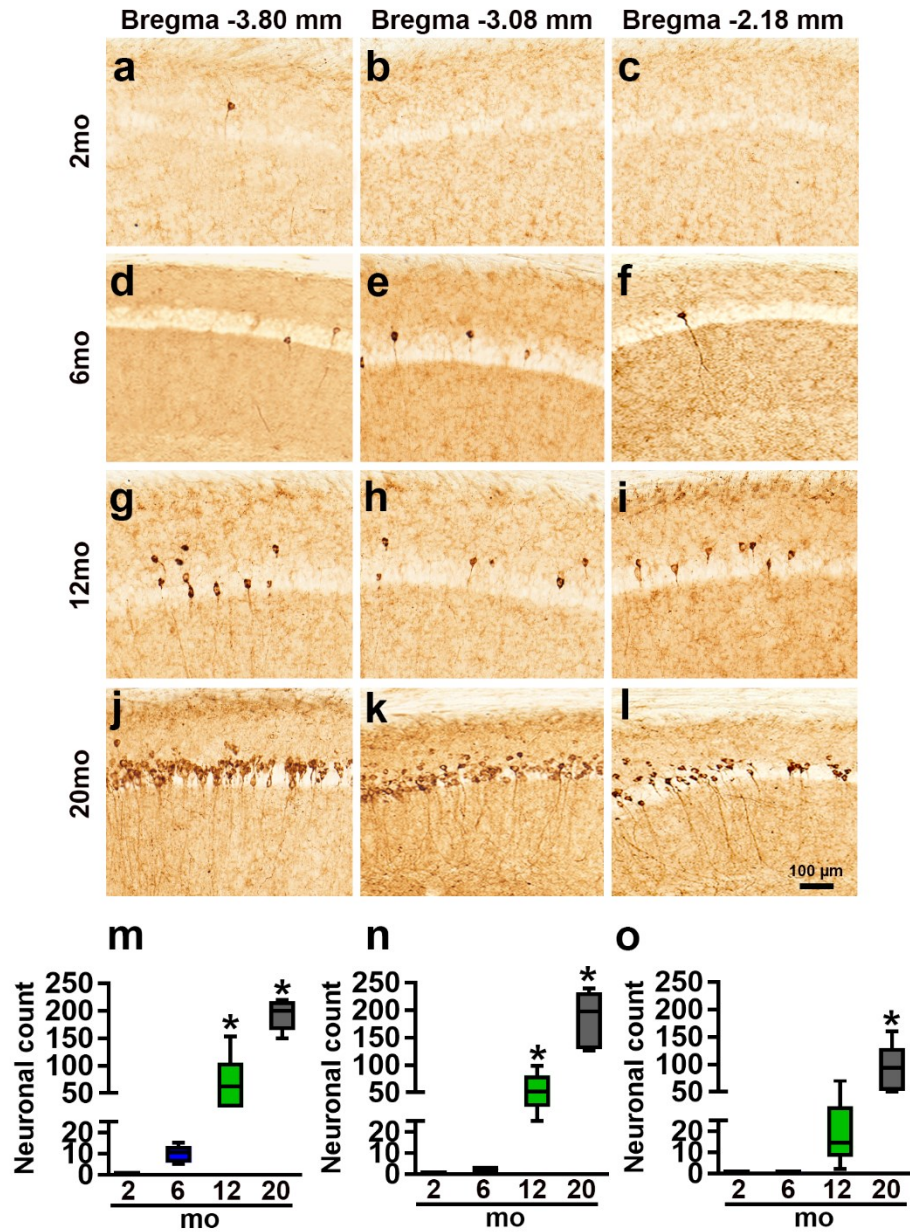 Bregma -3.80 mm Bregma -3.08 mm Bregma -2.18 mm
2mo
a b c
6mo
d e f
12mo
g h i
20mo
j k l
100 µm
m n o
Neuronal count
250
200
150
100
50
20
10
0
*
*
2 6 12 20
mo
Neuronal count
250
200
150
100
50
20
10
0
*
*
2 6 12 20
mo
Neuronal count
250
200
150
100
50
20
10
0
*
2 6 12 20
mo